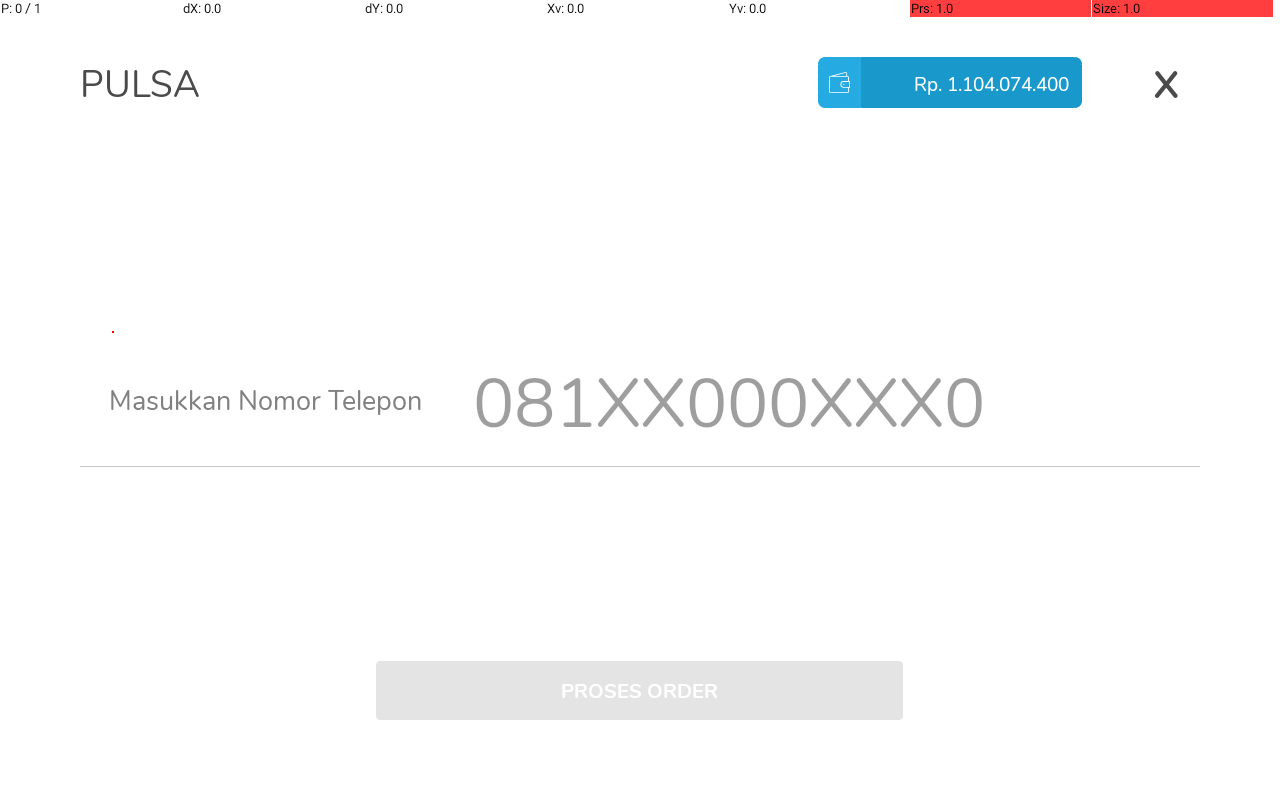 P: 0 / 1 dX: 0.0 dY: 0.0 Xv: 0.0 Yv: 0.0 Prs: 1.0 Size: 1.0
PULSA Rp. 1.104.074.400 X
Masukkan Nomor Telepon 081XX000XXX0
PROSES ORDER